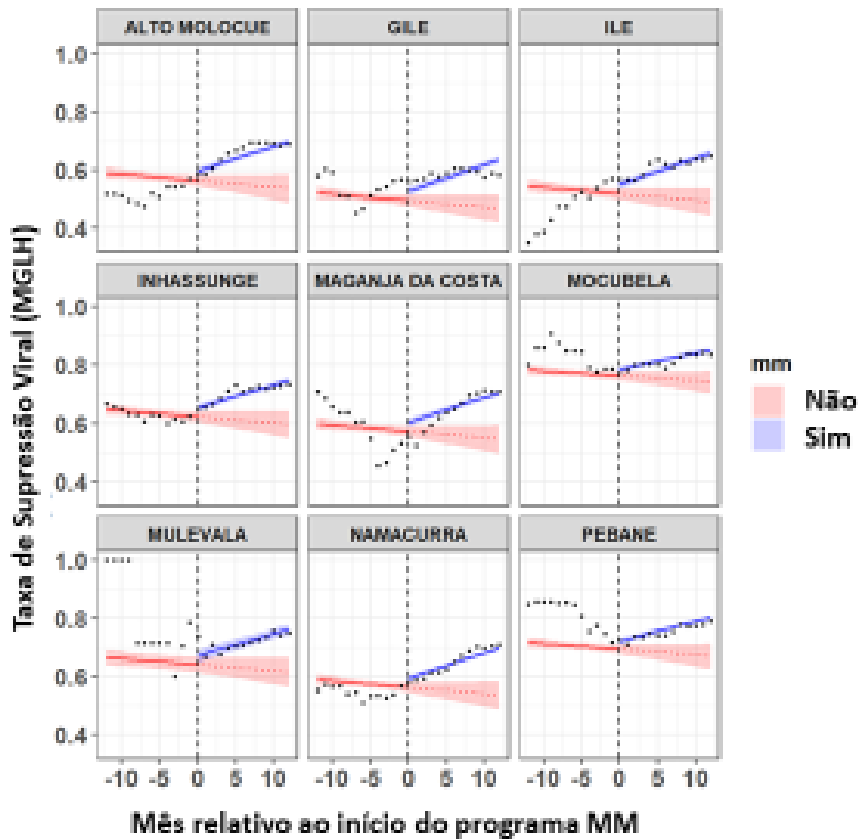 ALTO MOLOCUE GILE ILE
1.0
0.8
0.6
0.4
INHASSUNGE MAGANJA DA COSTA MOCUBELA
1.0
0.8
0.6
0.4
MULEVALA NAMACURRA PEBANE
1.0
0.8
0.6
0.4
-10 -5 0 5 10 -10 -5 0 5 10 -10 -5 0 5 10
Mês relativo ao início do programa MM
Taxa de Supressão Viral (MGLH)
mm
Não
Sim